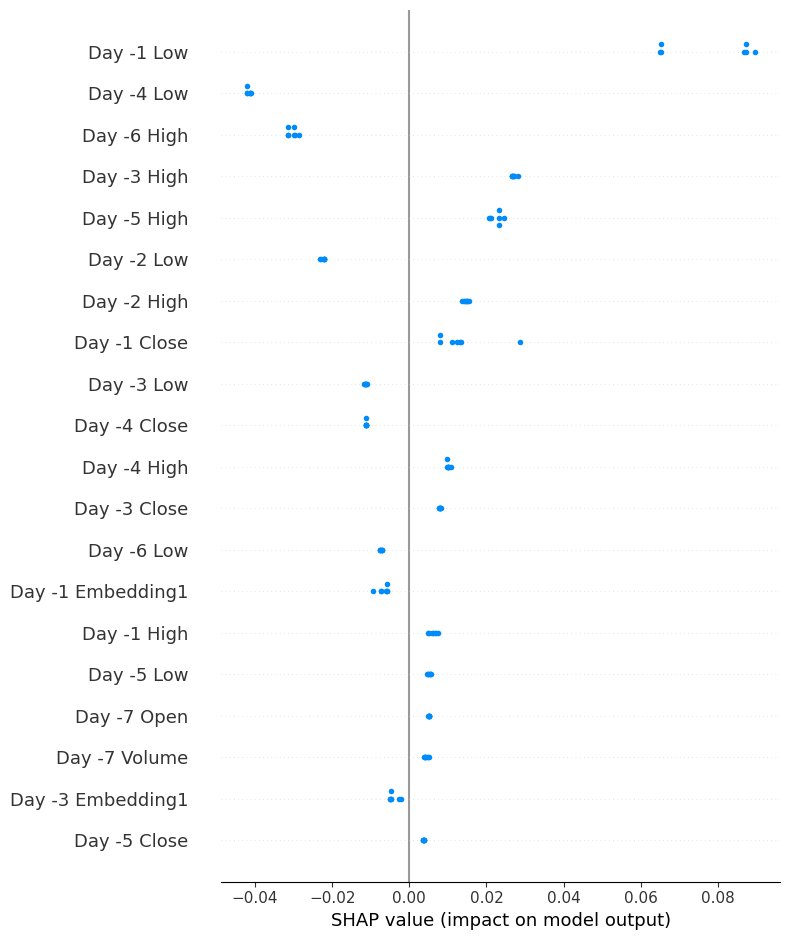 Day -1 Low
Day -4 Low
Day -6 High
Day -3 High
Day -5 High
Day -2 Low
Day -2 High
Day -1 Close
Day -3 Low
Day -4 Close
Day -4 High
Day -3 Close
Day -6 Low
Day -1 Embedding1
Day -1 High
Day -5 Low
Day -7 Open
Day -7 Volume
Day -3 Embedding1
Day -5 Close
−0.04 −0.02 0.00 0.02 0.04 0.06 0.08
SHAP value (impact on model output)